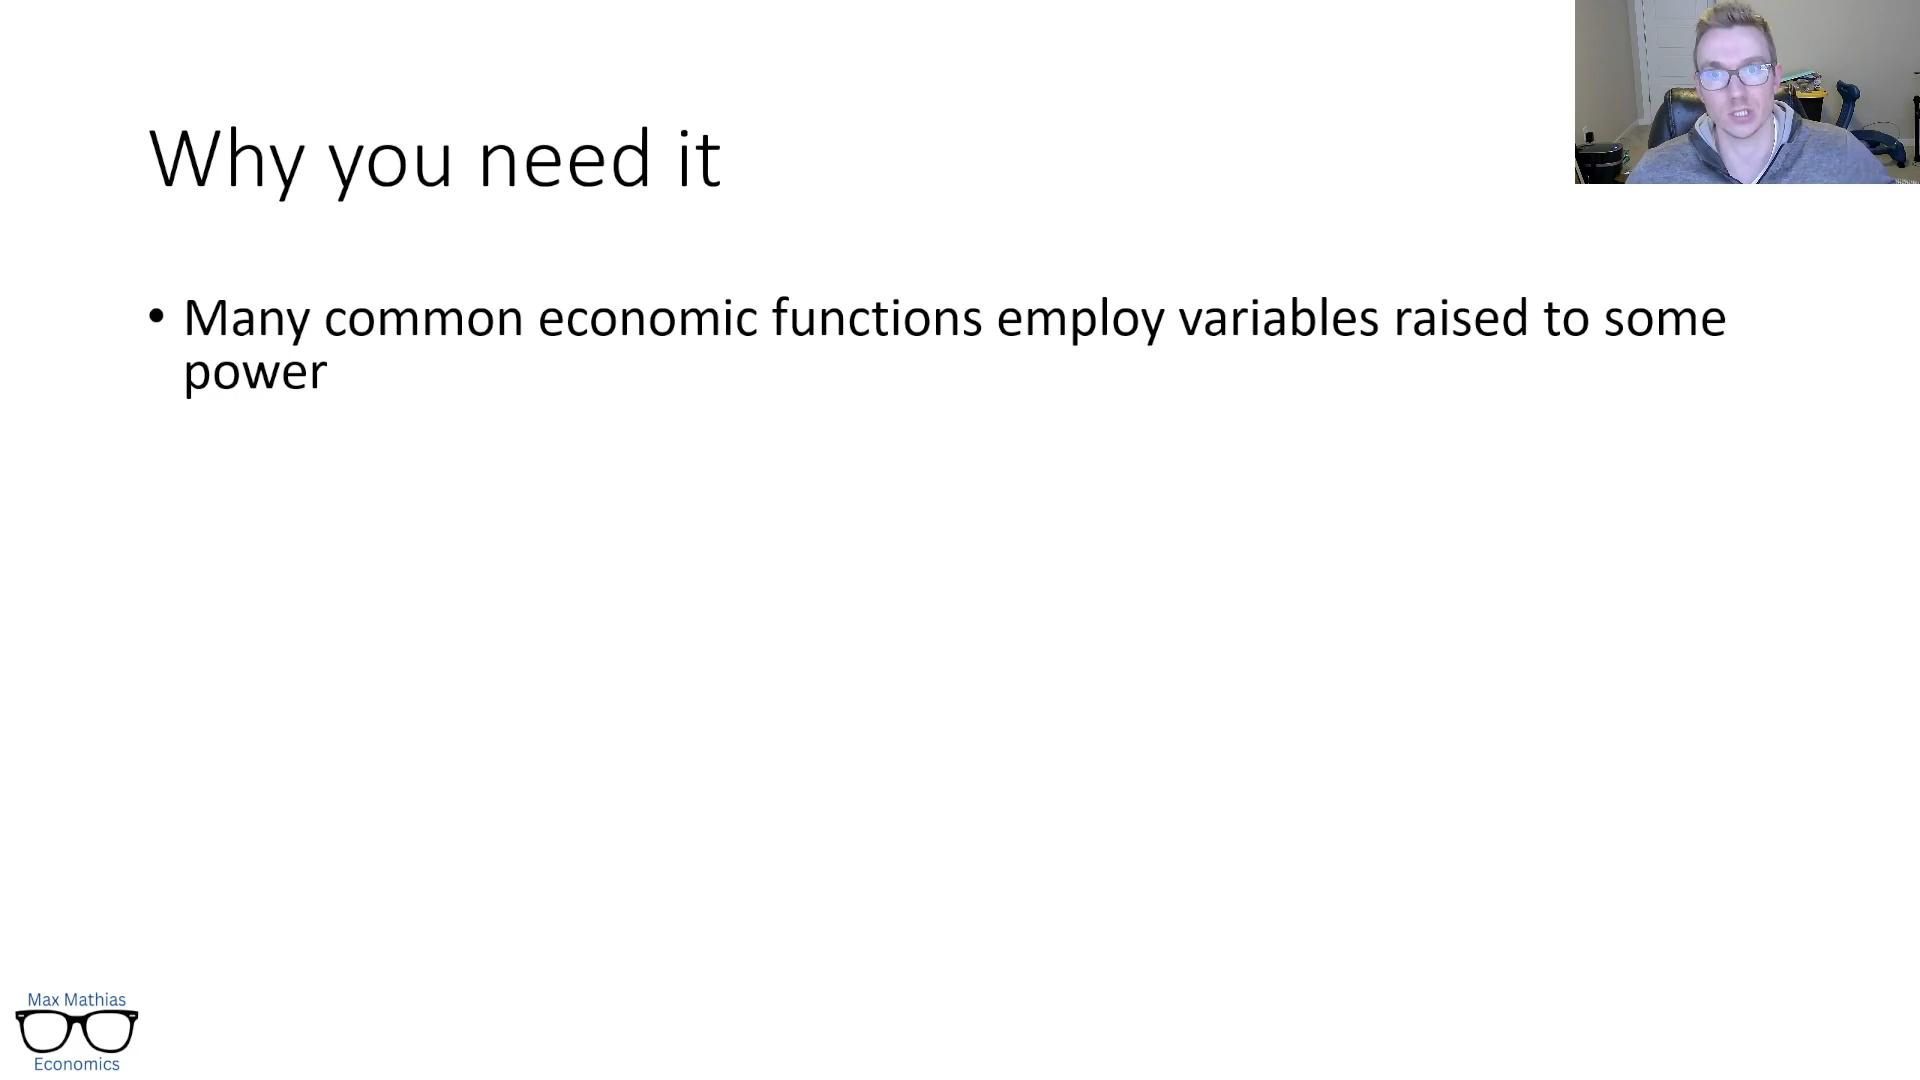 Why you need it
• Many common economic functions employ variables raised to some
power
Max Mathias
Economics